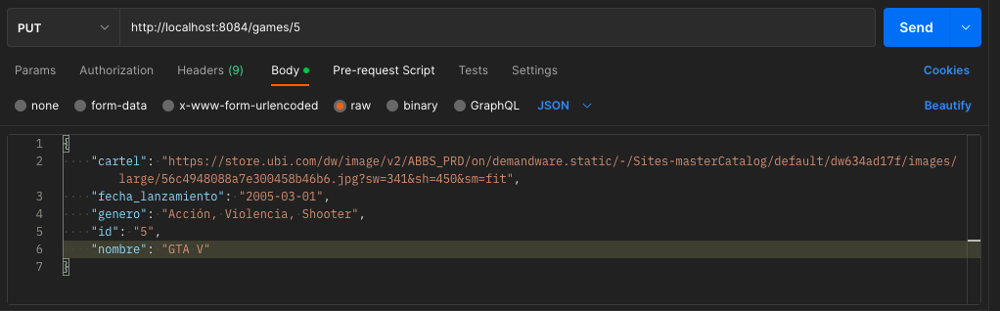 PUT
http://localhost:8084/games/5
Send
Params Authorization Headers (9) Body Pre-request Script Tests Settings Cookies
none form-data x-www-form-urlencoded raw binary GraphQL JSON Beautify
1 {
2 "cartel": "https://store.ubi.com/dw/image/v2/ABBS_PRD/on/demandware.static/-/Sites-masterCatalog/default/dw634ad17f/images/
large/56c4948088a7e300458b46b6.jpg?sw=341&sh=450&sm=fit",
3 "fecha_lanzamiento": "2005-03-01",
4 "genero": "Acción, Violencia, Shooter",
5 "id": "5",
6 "nombre": "GTA V"
7 }